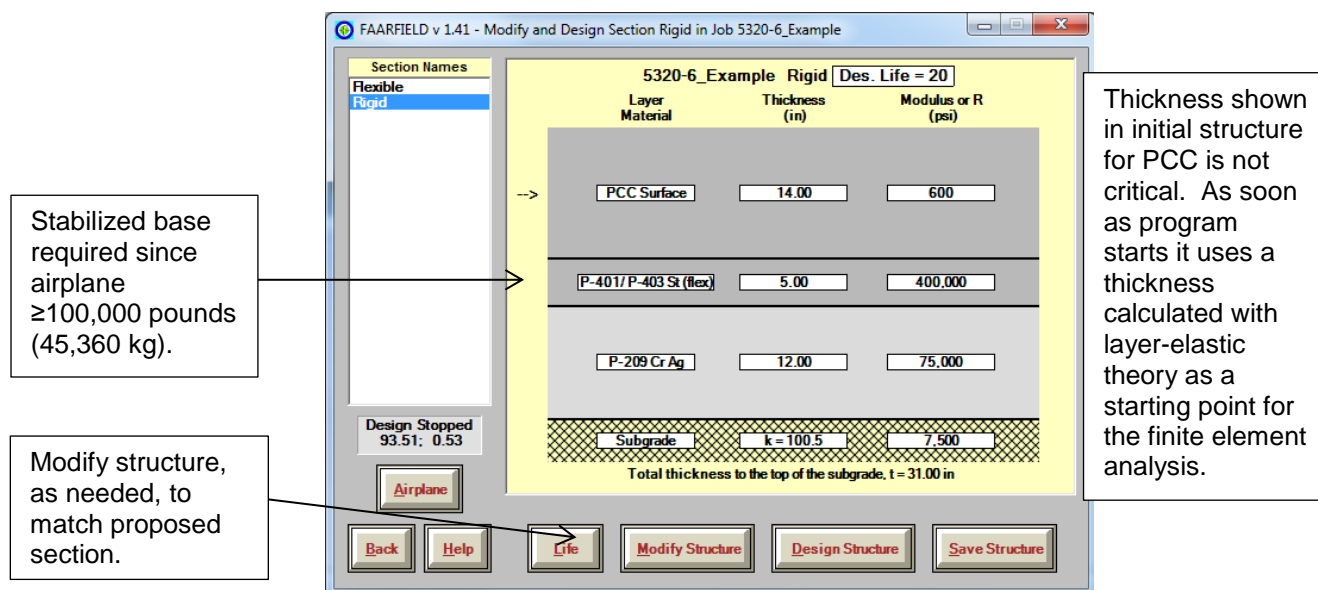 FAARFIELD v 1.41 - Modify and Design Section Rigid in Job 5320-6_Example
Section Names
Flexible
Rigid
5320-6_Example Rigid Des. Life = 20
Layer Material Thickness (in) Modulus or R (psi)
--> PCC Surface 14.00 600
P-401/ P-403 St (flex) 5.00 400,000
P-209 Cr Ag 12.00 75,000
Subgrade k = 100.5 7,500
Total thickness to the top of the subgrade, t = 31.00 in
Design Stopped
93.51; 0.53
Airplane
Back Help Life Modify Structure Design Structure Save Structure
Stabilized base
required since
airplane
≥100,000 pounds
(45,360 kg).
Modify structure,
as needed, to
match proposed
section.
Thickness shown
in initial structure
for PCC is not
critical. As soon
as program
starts it uses a
thickness
calculated with
layer-elastic
theory as a
starting point for
the finite element
analysis.